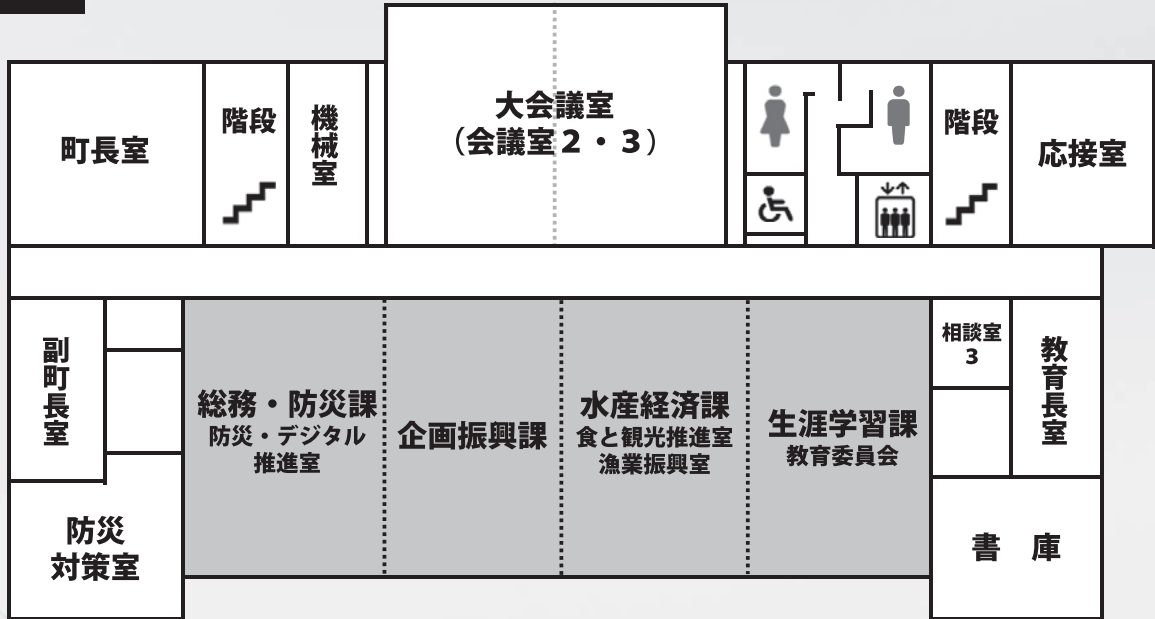 町長室
階段
機械室
大会議室
（会議室２・３）
階段
応接室
副町長室
総務・防災課
防災・デジタル
推進室
企画振興課
水産経済課
食と観光推進室
漁業振興室
生涯学習課
教育委員会
相談室
3
教育長室
防災
対策室
書　庫